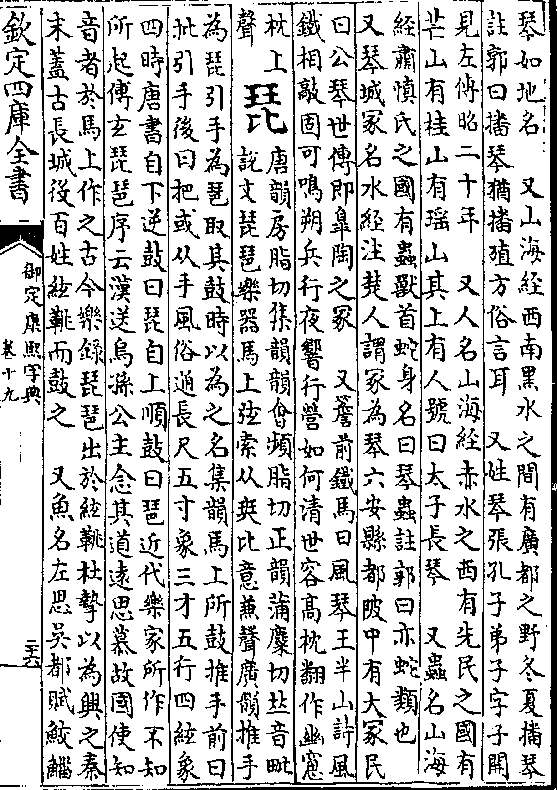 琴如地名　又山海經西南黑水之間有廣都之野冬夏播琴
註郭曰播琴猶播殖方俗言耳　又姓琴張孔子弟子字子開
見左傳昭二十年　又人名山海經赤水之西有先民之國有
芒山有桂山有瑶山其上有人號曰太子長琴　又蟲名山海
經肅慎氏之國有蟲獸首蛇身名曰琴蟲註郭曰亦蛇類也
又琴城冢名水經注楚人謂冢為琴六安縣都陂中有大冢民
曰公琴世傳即臯陶之冢　又簷前鐵馬曰風琴王半山詩風
鐵相敲固可鳴朔兵行夜響行營如何清世容髙枕翻作幽窻
枕上
聲　琵　唐韻房脂切集韻韻會頻脂切正韻蒲麋切𠀤音毗
説文琵琶樂器馬上弦索从珡比意兼聲廣韻推手
為琵引手為琶取其鼓時以為之名集韻馬上所鼓推手前曰
批引手後曰把或从手風俗通長尺五寸象三才五行四絃象
四時唐書自下逆鼓曰琵自上順鼓曰琶近代樂家所作不知
所起傅玄琵琶序云漢送烏孫公主念其道逺思慕故國使知
音者於馬上作之古今樂録琵琶出於絃鞉杜摯以為興之秦
末葢古長城役百姓絃鞉而鼓之　又魚名左思吳都賦鮫鯔
欽定四庫全書
御定康熙字典
卷十九
二十六